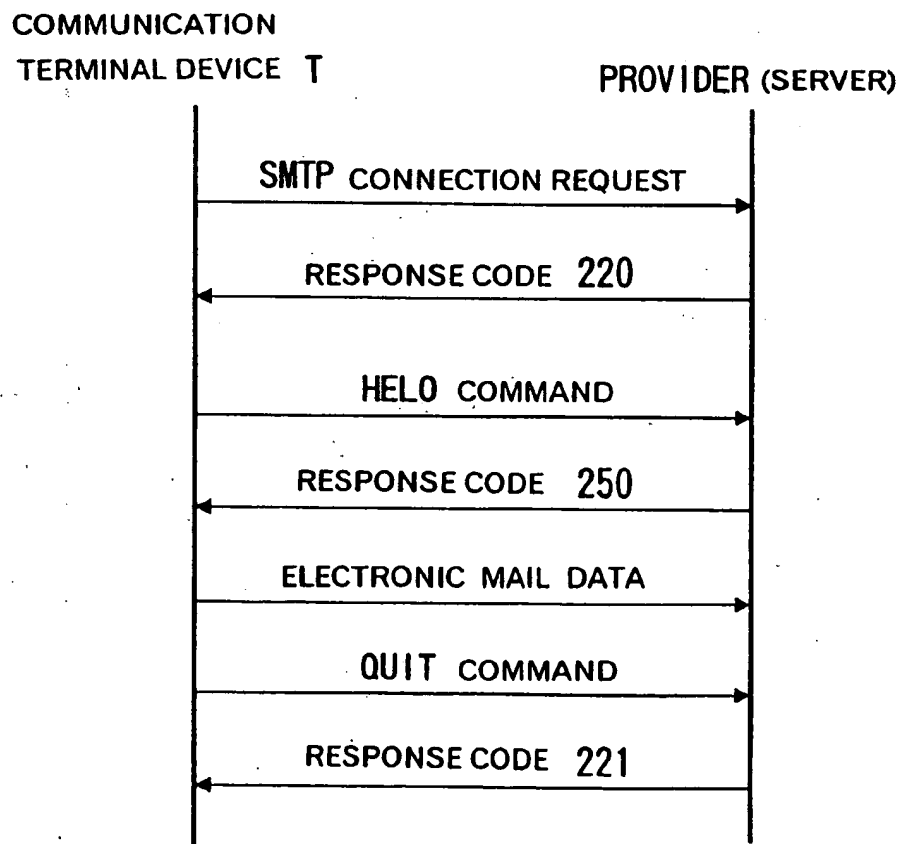 COMMUNICATION
TERMINAL DEVICE T
PROVIDER (SERVER)
SMTP CONNECTION REQUEST
RESPONSE CODE 220
HELO COMMAND
RESPONSE CODE 250
ELECTRONIC MAIL DATA
QUIT COMMAND
RESPONSE CODE 221